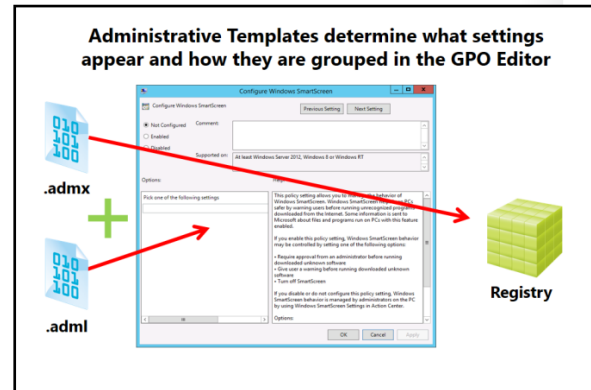 Administrative Templates determine what settings
appear and how they are grouped in the GPO Editor
Configure Windows SmartScreen
Configure Windows SmartScreen
Previous Setting
Next Setting
Not Configured
Comment:
Enabled
Disabled
Supported on:
At least Windows Server 2012, Windows 8 or Windows RT
Options:
Pick one of the following settings
This policy setting allows you to manage the behavior of
Windows SmartScreen. Windows SmartScreen PCs
safer by warning users before running unrecognized programs
downloaded from the Internet. Some information is sent to
Microsoft about files and programs run on PCs with this feature
enabled.
If you enable this policy setting, Windows SmartScreen behavior
may be controlled by setting one of the following options:
• Require approval from an administrator before running
downloaded unknown software
• Give user a warning before running downloaded unknown
software
• Turn off SmartScreen
If you disable or do not configure this policy setting, Windows
SmartScreen behavior is managed by administrators on the PC
by using Windows SmartScreen Settings in Action Center.
Options:
OK
Cancel
Apply
.admx
.adml
Registry